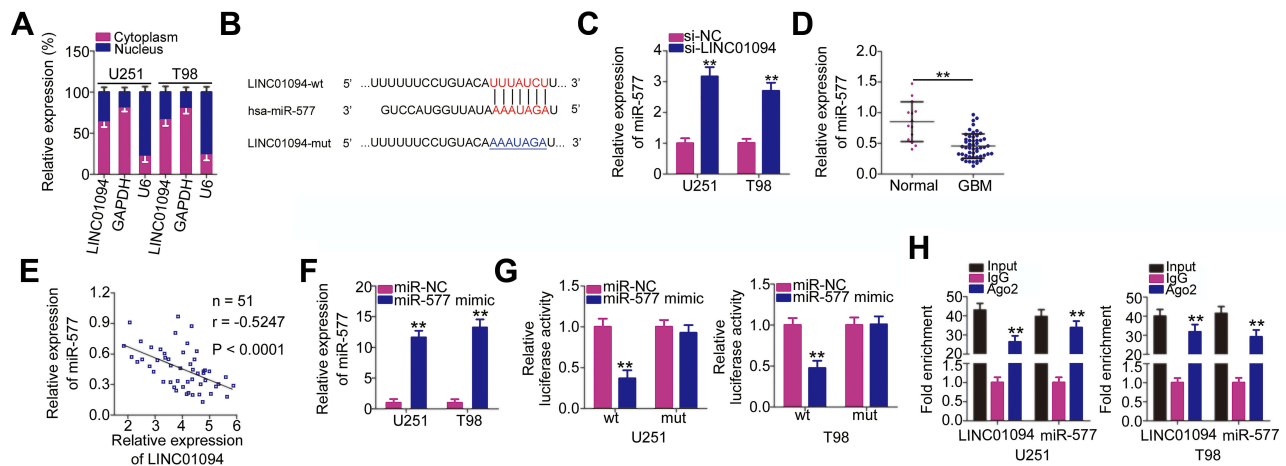 A
Cytoplasm
Nucleus
Relative expression (%)
150
100
50
0
U251
T98
LINC01094
GAPDH
U6
LINC01094
GAPDH
U6
B
LINC01094-wt 5' ...UUUUUUCCUGUACAUUUAUCUU... 3'
hsa-miR-577 3' GUCCAUGGUUAUAAAAUAGAU 5'
LINC01094-mut 5' ...UUUUUUCCUGUACAAAAUAGAU... 3'
C
si-NC
si-LINC01094
Relative expression
of miR-577
4
3
2
1
0
**
**
U251
T98
D
Relative expression
of miR-577
2.0
1.5
1.0
0.5
0.0
**
Normal
GBM
E
Relative expression
of miR-577
1.2
0.9
0.6
0.3
0.0
n = 51
r = -0.5247
P < 0.0001
2 3 4 5 6
Relative expression
of LINC01094
F
miR-NC
miR-577 mimic
Relative expression
of miR-577
20
15
10
5
0
**
**
U251
T98
G
miR-NC
miR-577 mimic
Relative
luciferase activity
1.5
1.0
0.5
0.0
**
wt
mut
U251
miR-NC
miR-577 mimic
Relative
luciferase activity
1.5
1.0
0.5
0.0
**
wt
mut
T98
H
Input
IgG
Ago2
Fold enrichment
50
40
30
20
1.5
1.0
0.5
0.0
**
**
LINC01094 miR-577
U251
Input
IgG
Ago2
Fold enrichment
50
40
30
20
1.5
1.0
0.5
0.0
**
**
LINC01094 miR-577
T98